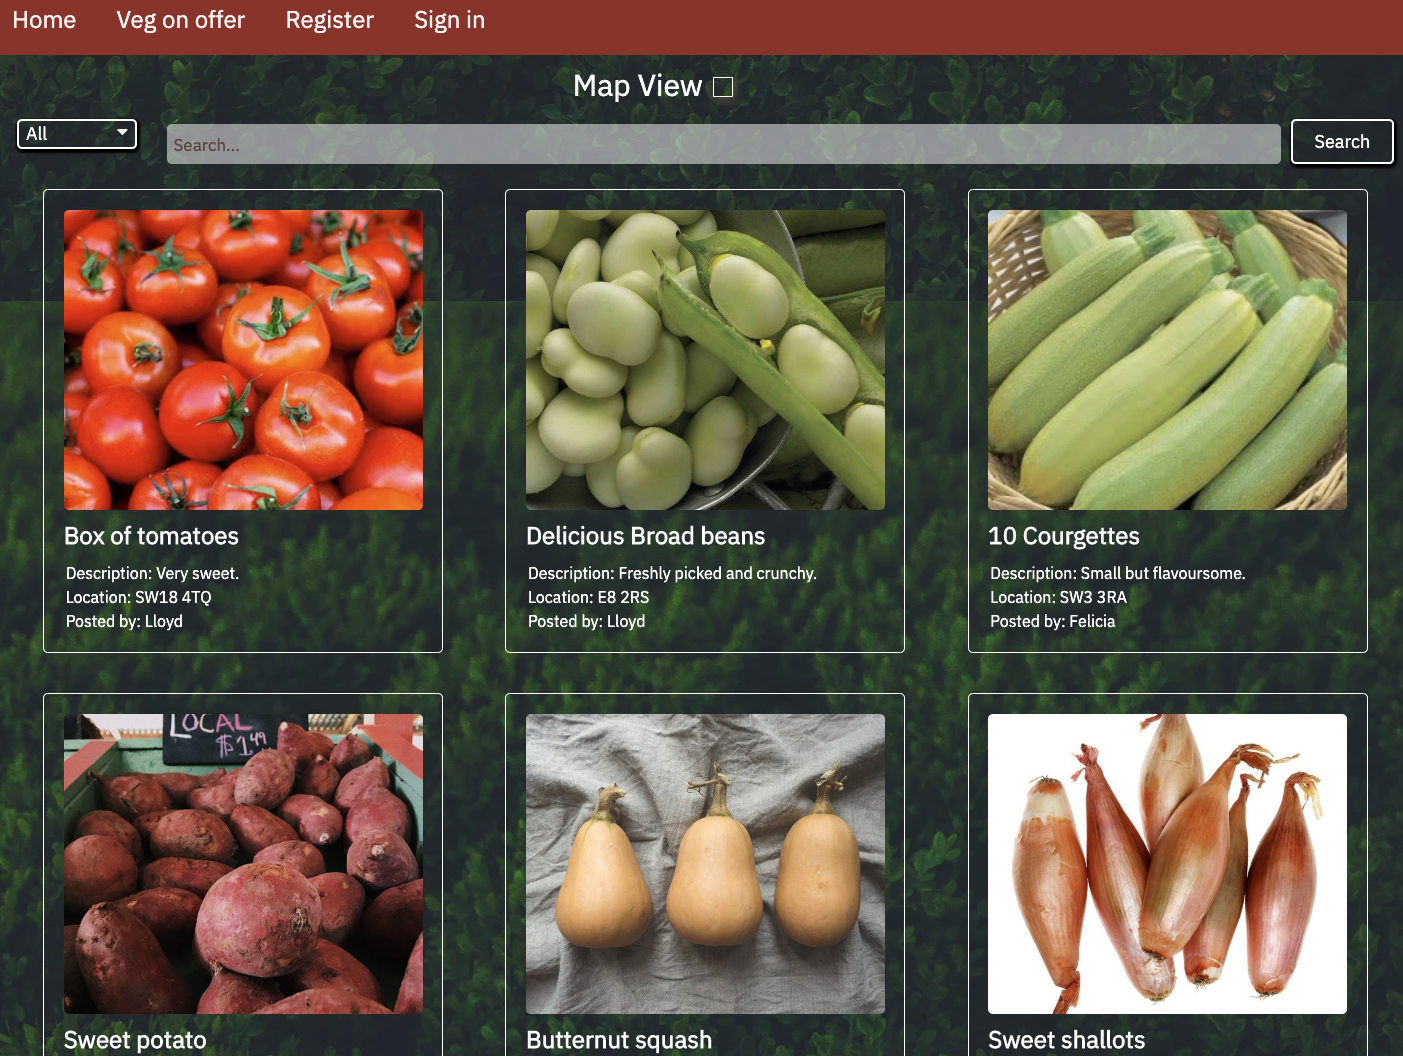 Home Veg on offer Register Sign in
Map View
All
Search...
Search
Box of tomatoes
Description: Very sweet.
Location: SW18 4TQ
Posted by: Lloyd
Delicious Broad beans
Description: Freshly picked and crunchy.
Location: E8 2RS
Posted by: Lloyd
10 Courgettes
Description: Small but flavoursome.
Location: SW3 3RA
Posted by: Felicia
LOCAL
$1.49
Sweet potato
Butternut squash
Sweet shallots